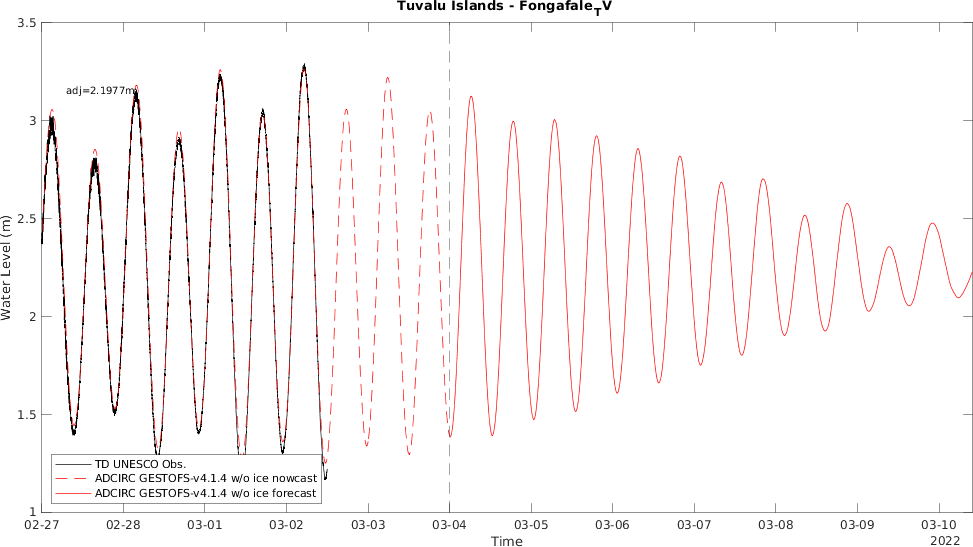 Tuvalu Islands - Fongafale_TV
3.5
3
2.5
2
1.5
1
Water Level (m)
adj=2.1977m
TD UNESCO Obs.
ADCIRC GESTOFS-v4.1.4 w/o ice nowcast
ADCIRC GESTOFS-v4.1.4 w/o ice forecast
02-27 02-28 03-01 03-02 03-03 03-04 03-05 03-06 03-07 03-08 03-09 03-10
Time
2022